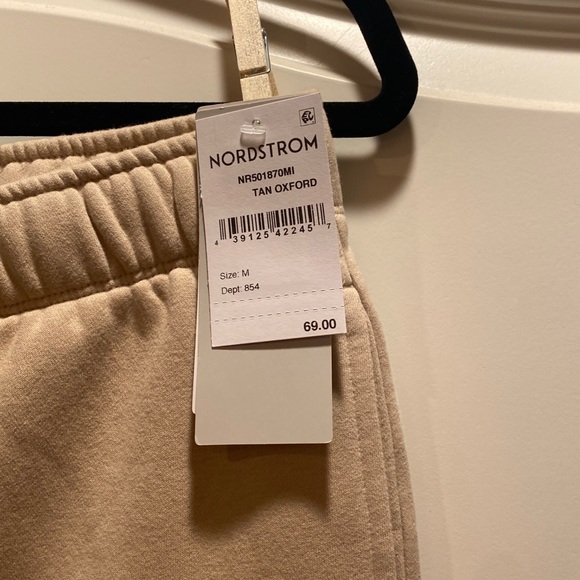 NORDSTROM
NR501870MI
TAN OXFORD
4 39125 42245 7
Size: M
Dept: 854
69.00